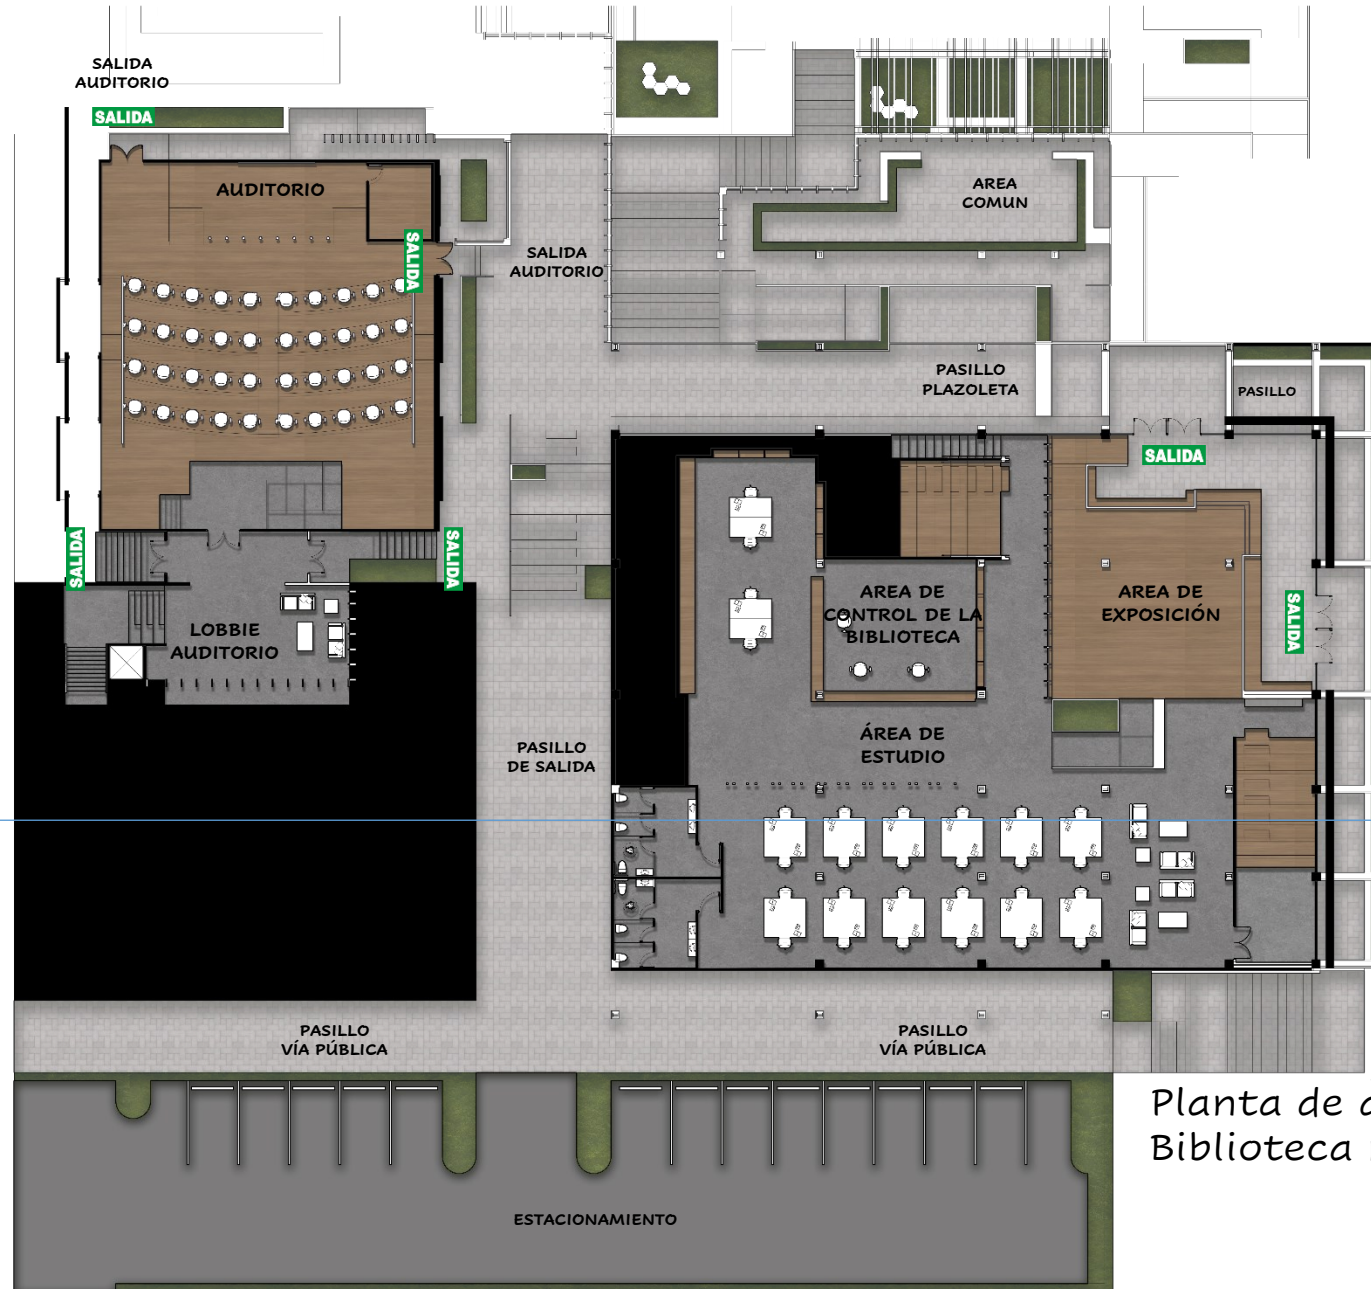 SALIDA
AUDITORIO
SALIDA
AUDITORIO
SALIDA
SALIDA
AUDITORIO
AREA
COMUN
PASILLO
PLAZOLETA
PASILLO
SALIDA
SALIDA
SALIDA
LOBBIE
AUDITORIO
AREA DE
CONTROL DE LA
BIBLIOTECA
AREA DE
EXPOSICIÓN
SALIDA
PASILLO
DE SALIDA
ÁREA DE
ESTUDIO
PASILLO
VÍA PÚBLICA
PASILLO
VÍA PÚBLICA
Planta de
Biblioteca
ESTACIONAMIENTO